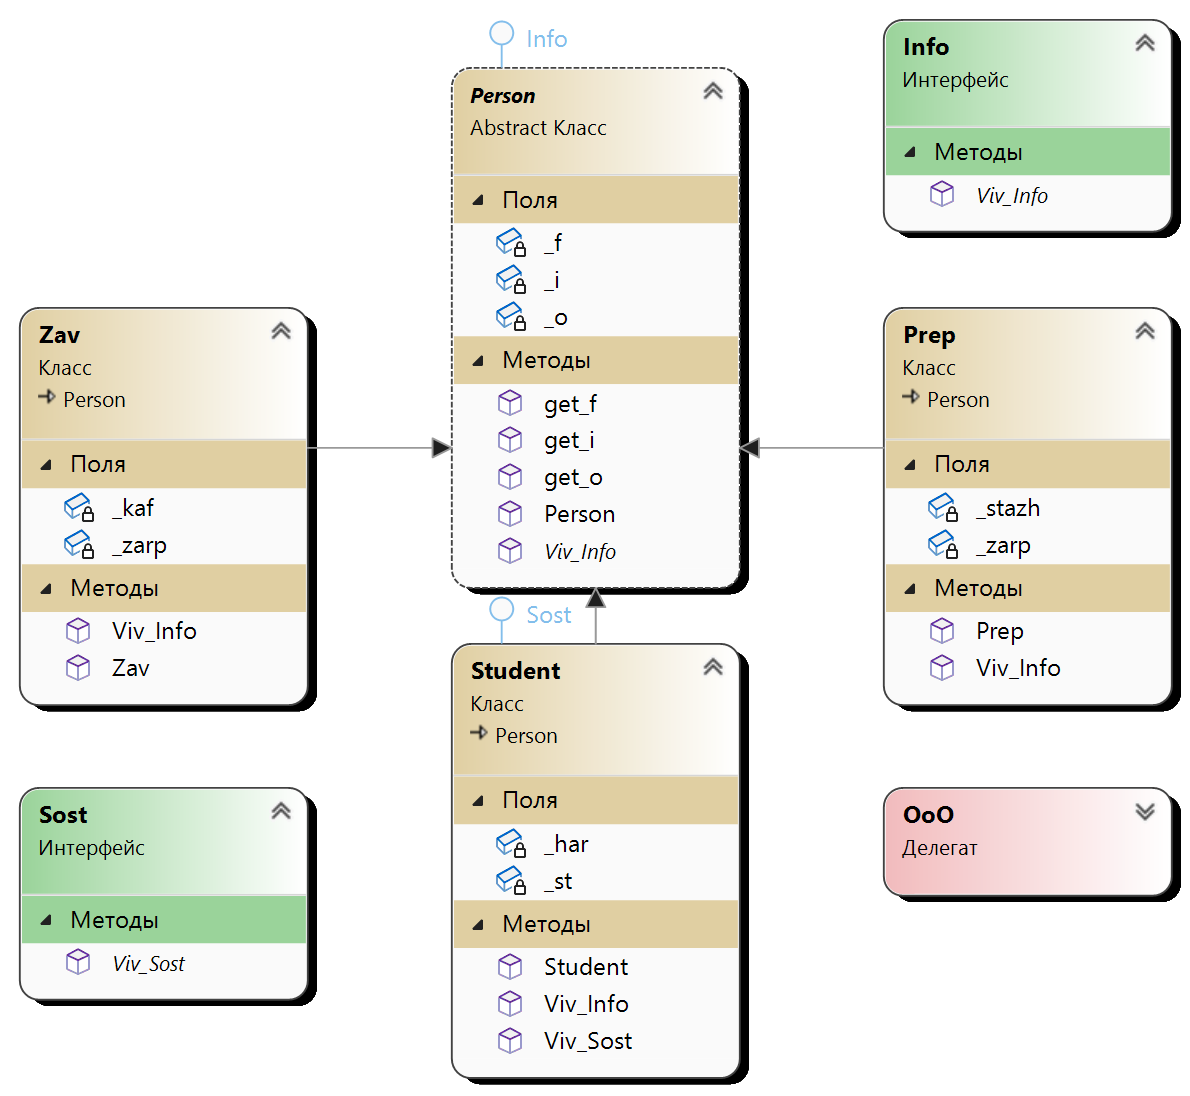 Info
Person
Abstract Класс
Поля
_f
_i
_o
Методы
get_f
get_i
get_o
Person
Viv_Info
Info
Интерфейс
Методы
Viv_Info
Zav
Класс
Person
Поля
_kaf
_zarp
Методы
Viv_Info
Zav
Prep
Класс
Person
Поля
_stazh
_zarp
Методы
Prep
Viv_Info
Sost
Student
Класс
Person
Поля
_har
_st
Методы
Student
Viv_Info
Viv_Sost
Sost
Интерфейс
Методы
Viv_Sost
OoO
Делегат